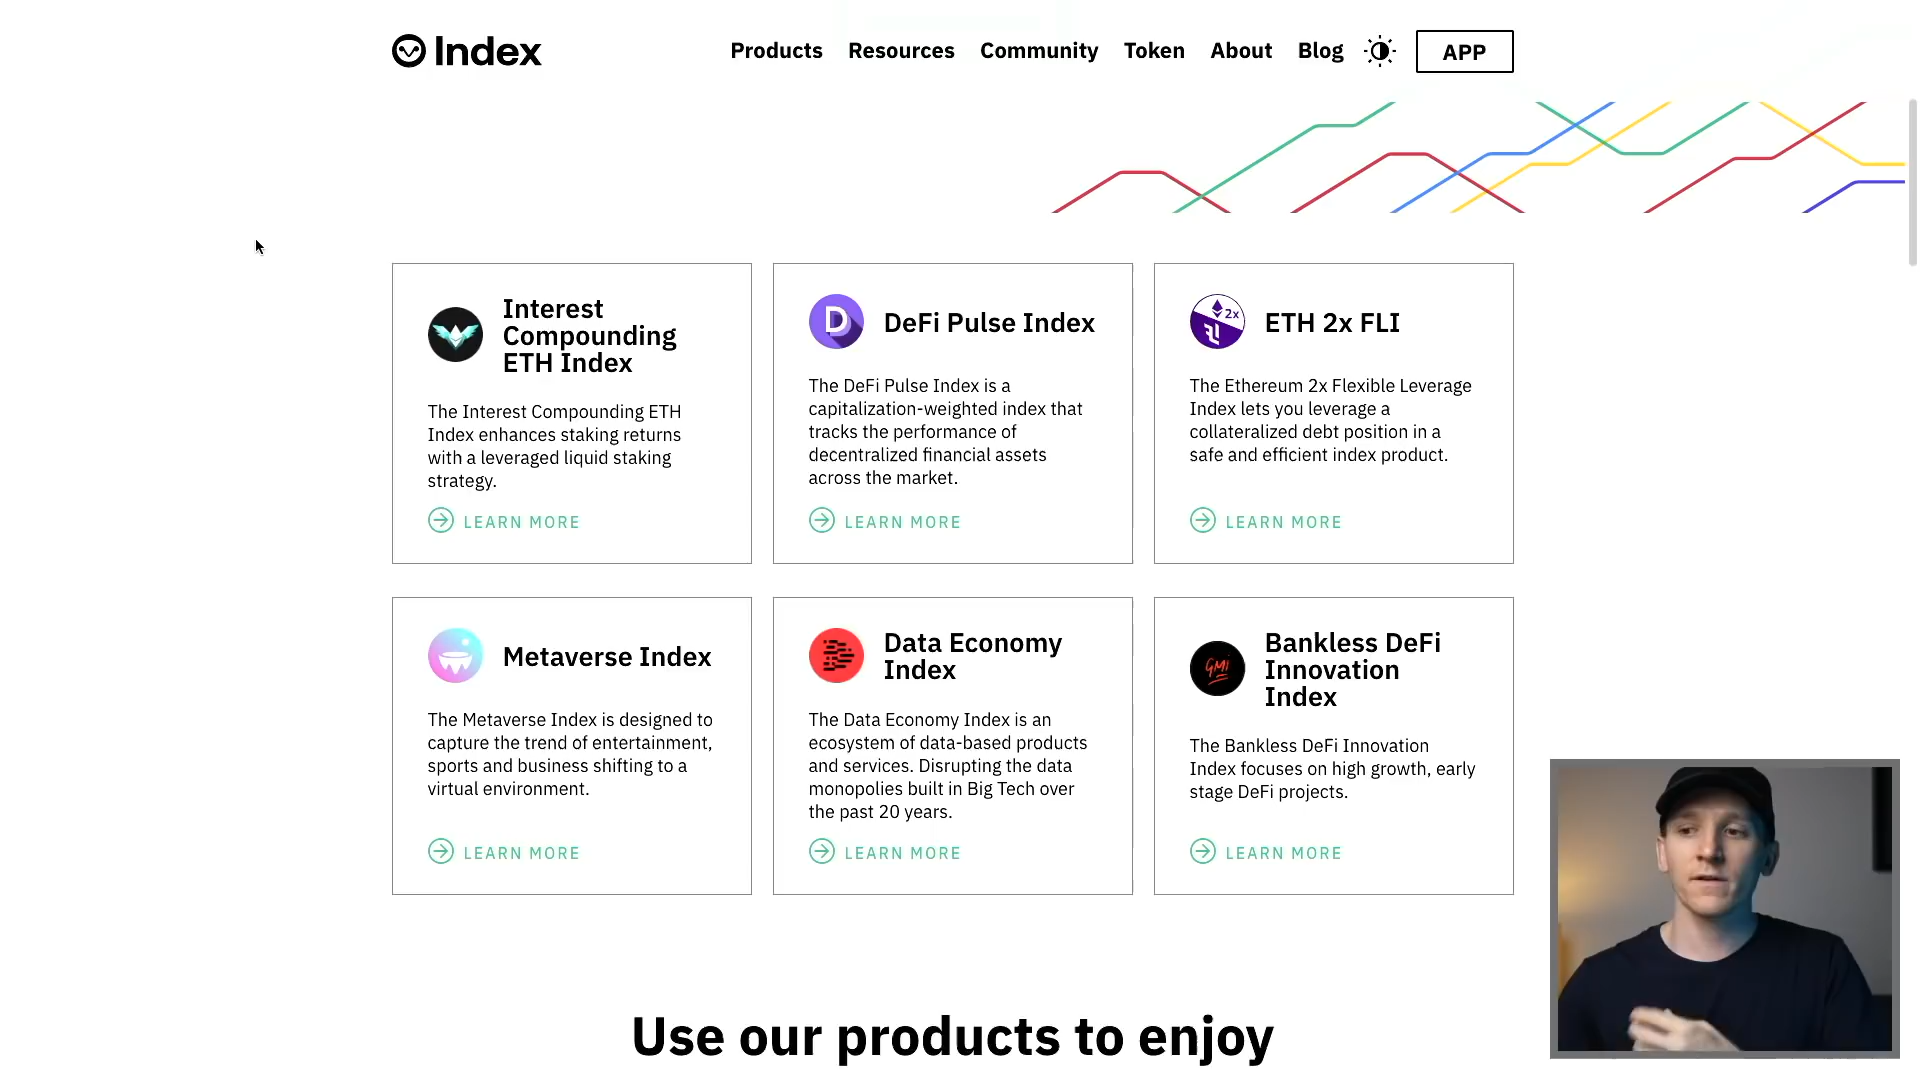 Index
Products Resources Community Token About Blog APP
Interest
Compounding
ETH Index
The Interest Compounding ETH
Index enhances staking returns
with a leveraged liquid staking
strategy.
LEARN MORE
D
DeFi Pulse Index
The DeFi Pulse Index is a
capitalization-weighted index that
tracks the performance of
decentralized financial assets
across the market.
LEARN MORE
2x
ETH 2x FLI
The Ethereum 2x Flexible Leverage
Index lets you leverage a
collateralized debt position in a
safe and efficient index product.
LEARN MORE
Metaverse Index
The Metaverse Index is designed to
capture the trend of entertainment,
sports and business shifting to a
virtual environment.
LEARN MORE
Data Economy
Index
The Data Economy Index is an
ecosystem of data-based products
and services. Disrupting the data
monopolies built in Big Tech over
the past 20 years.
LEARN MORE
GMI
Bankless DeFi
Innovation
Index
The Bankless DeFi Innovation
Index focuses on high growth, early
stage DeFi projects.
LEARN MORE
Use our products to enjoy